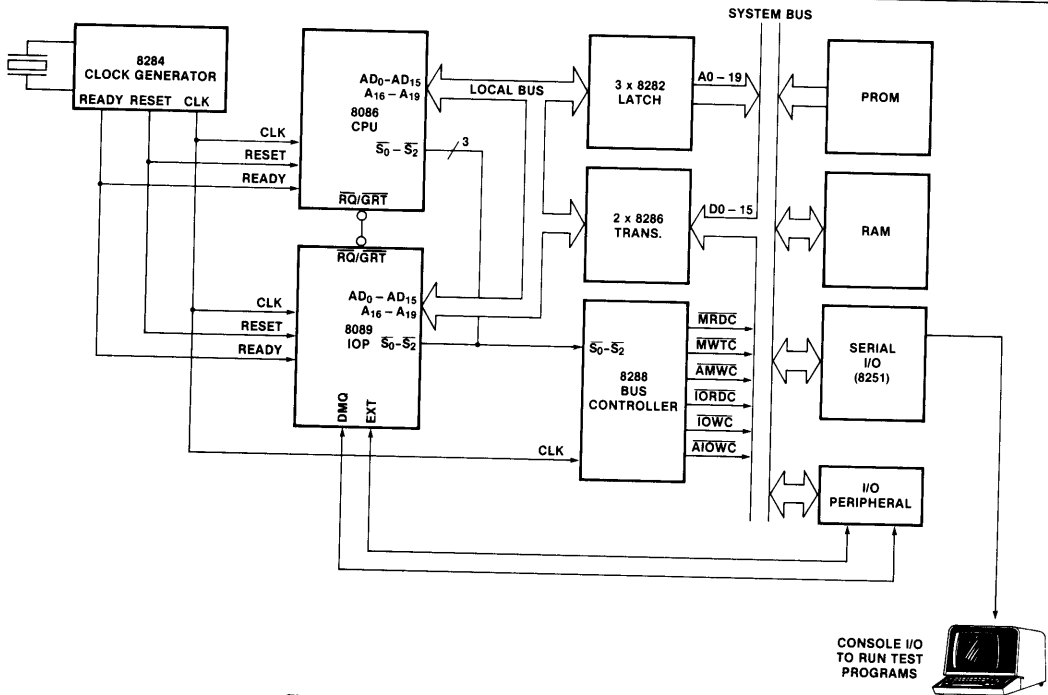 SYSTEM BUS
8284
CLOCK GENERATOR
READY RESET CLK
CLK
RESET
READY
AD0-AD15
A16-A19
8086
CPU
S0-S2
RQ/GRT
LOCAL BUS
3
3 x 8282
LATCH
A0-19
PROM
2 x 8286
TRANS.
D0-15
RAM
RQ/GRT
AD0-AD15
A16-A19
8089
IOP
S0-S2
CLK
RESET
READY
DMQ
EXT
S0-S2
8288
BUS
CONTROLLER
CLK
MRDC
MWTC
AMWC
IORDC
IOWC
AIOWC
SERIAL
I/O
(8251)
I/O
PERIPHERAL
CONSOLE I/O
TO RUN TEST
PROGRAMS